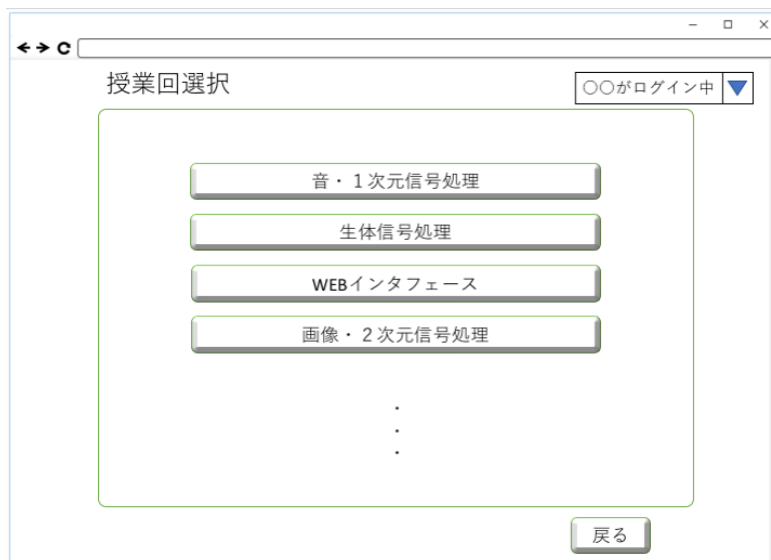 授業回選択
○○がログイン中
音・１次元信号処理
生体信号処理
WEBインタフェース
画像・２次元信号処理
・
・
・
戻る